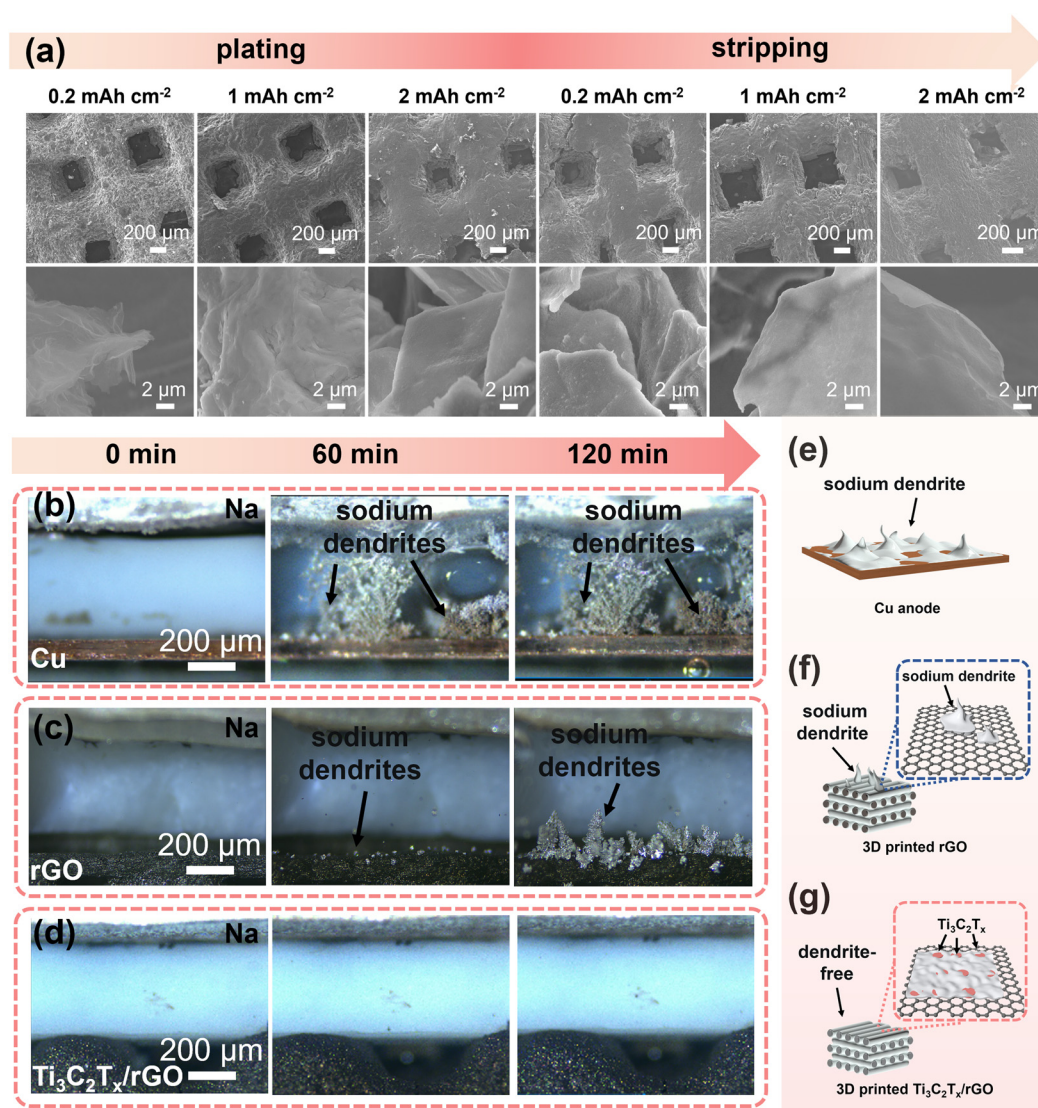 (a)
plating
stripping
0.2 mAh cm⁻²
1 mAh cm⁻²
2 mAh cm⁻²
0.2 mAh cm⁻²
1 mAh cm⁻²
2 mAh cm⁻²
200 μm
200 μm
200 μm
200 μm
200 μm
200 μm
2 μm
2 μm
2 μm
2 μm
2 μm
2 μm
0 min
60 min
120 min
(b)
Na
sodium
dendrites
sodium
dendrites
200 μm
Cu
(c)
Na
sodium
dendrites
sodium
dendrites
200 μm
rGO
(d)
Na
200 μm
Ti₃C₂Tₓ/rGO
(e)
sodium dendrite
Cu anode
(f)
sodium dendrite
sodium
dendrite
3D printed rGO
(g)
Ti₃C₂Tₓ
dendrite-
free
3D printed Ti₃C₂Tₓ/rGO